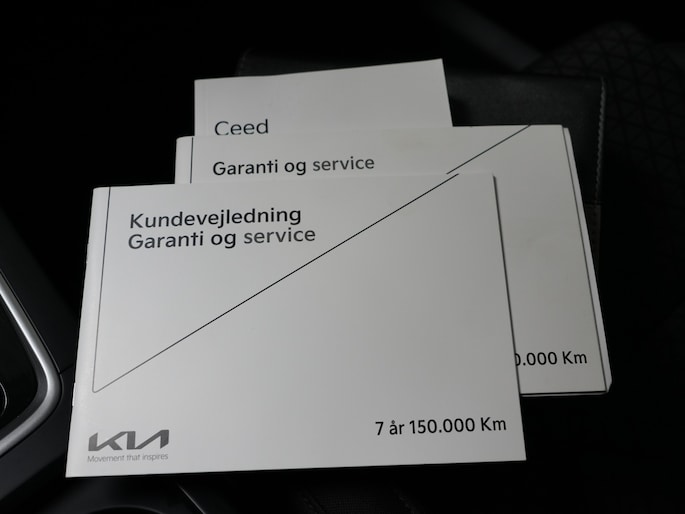 Ceed
Garanti og service
Kundevejledning
Garanti og service
0.000 Km
7 år 150.000 Km
KIA
Movement that inspires